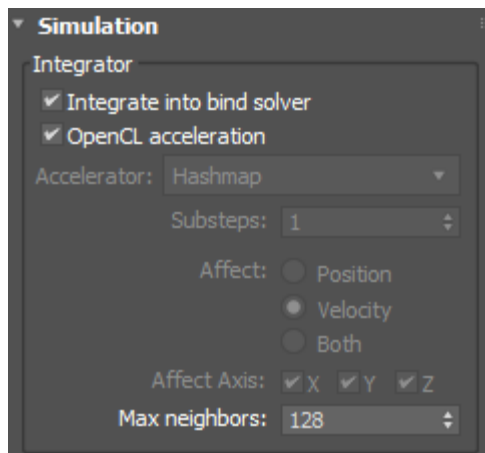 Simulation
Integrator
Integrate into bind solver
OpenCL acceleration
Accelerator: Hashmap
Substeps: 1
Affect: Position
Velocity
Both
Affect Axis: X Y Z
Max neighbors: 128